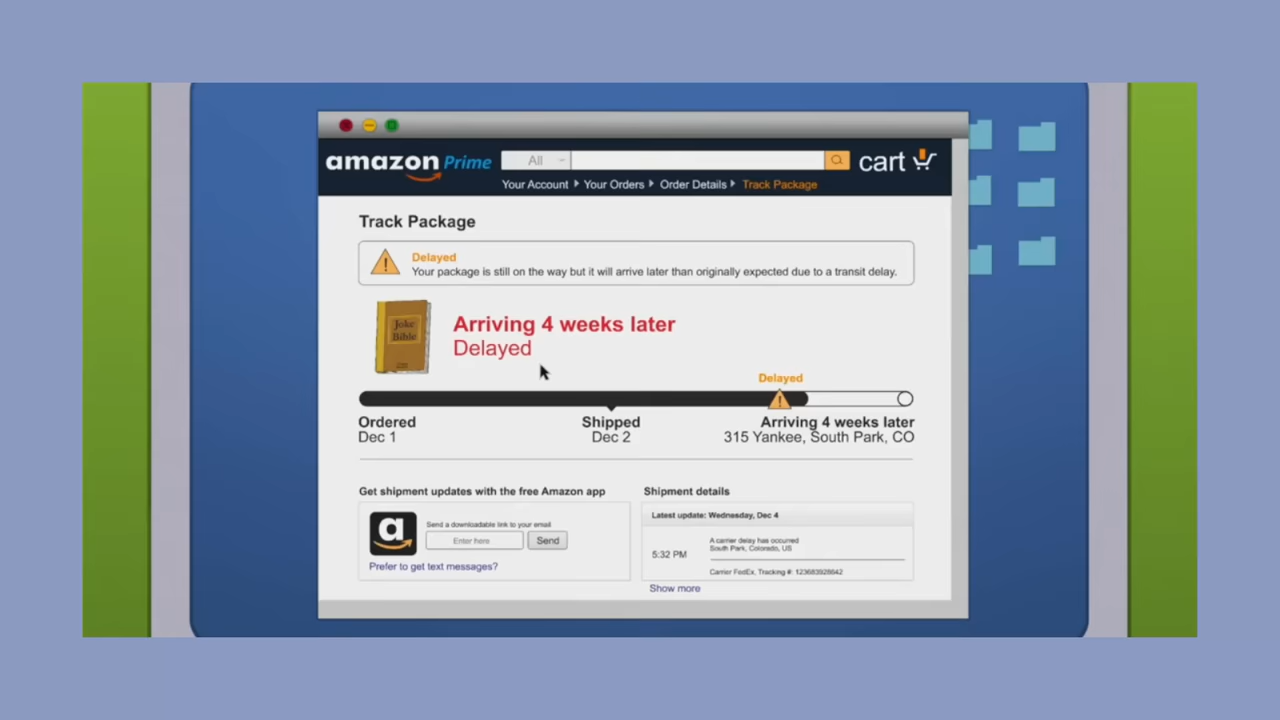 amazon Prime
All
cart
Your Account Your Orders Order Details Track Package
Track Package
Delayed
Your package is still on the way but it will arrive later than originally expected due to a transit delay.
Joke
Bible
Arriving 4 weeks later
Delayed
Delayed
Ordered
Dec 1
Shipped
Dec 2
Arriving 4 weeks later
315 Yankee, South Park, CO
Get shipment updates with the free Amazon app
a
Send a downloadable link to your email
Enter here
Send
Prefer to get text messages?
Shipment details
Latest update: Wednesday, Dec 4
5:32 PM
A carrier delay has occurred
South Park, Colorado, US
Carrier FedEx, Tracking #: 123683928642
Show more